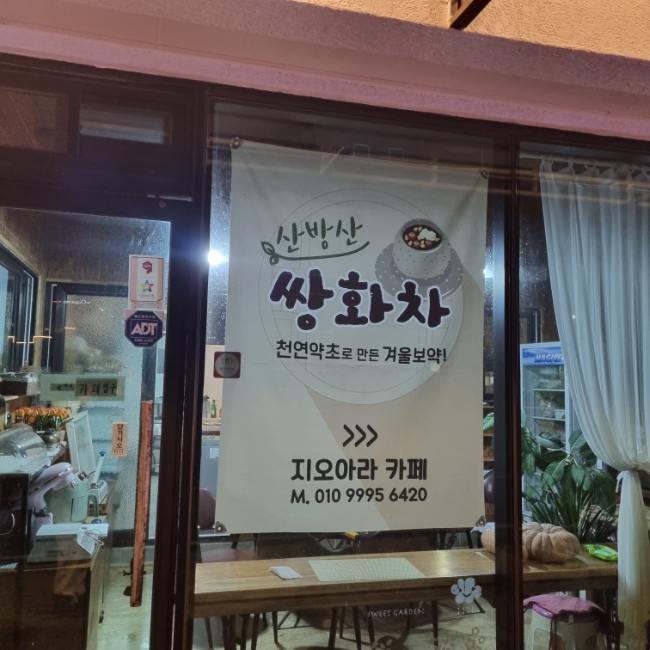 산방산
쌍화차
천연약초로 만든 겨울보약!
>>>
지오아라 카페
M. 010 9995 6420
ADT
SWEET GARDEN